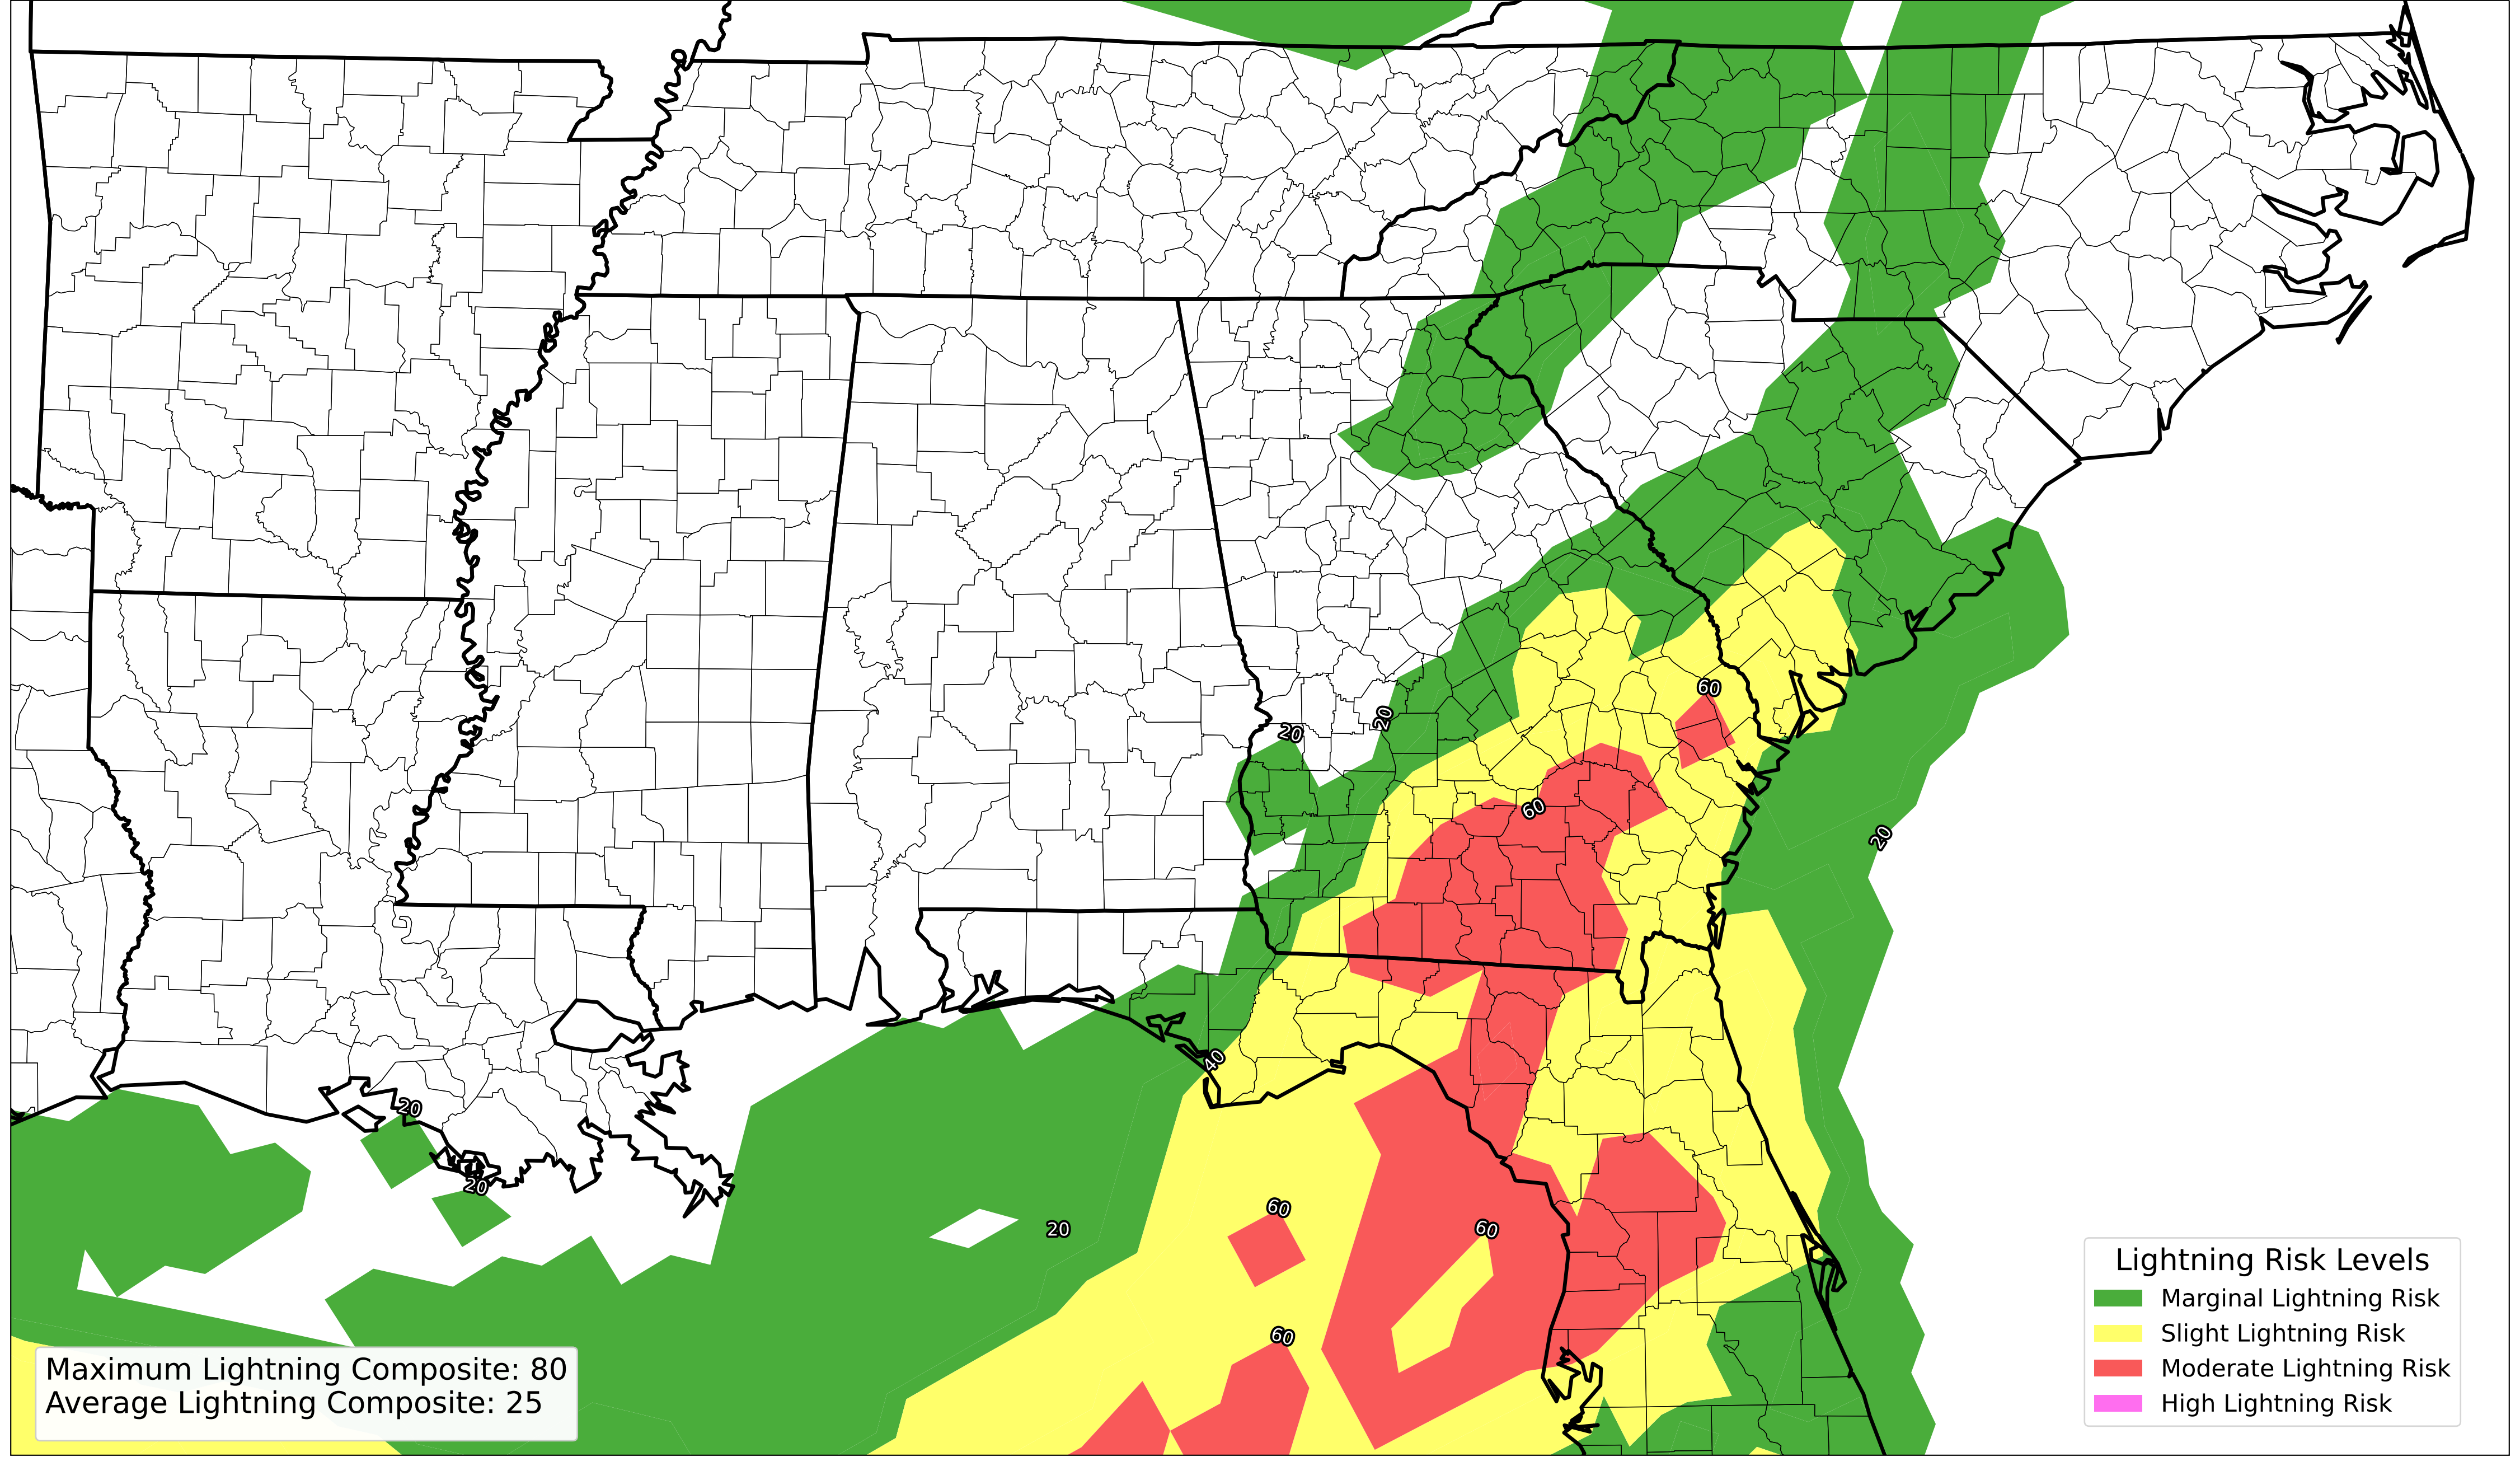 60
20
20
60
20
40
20
60
20
20
60
60
Lightning Risk Levels
Marginal Lightning Risk
Slight Lightning Risk
Moderate Lightning Risk
High Lightning Risk
Maximum Lightning Composite: 80
Average Lightning Composite: 25